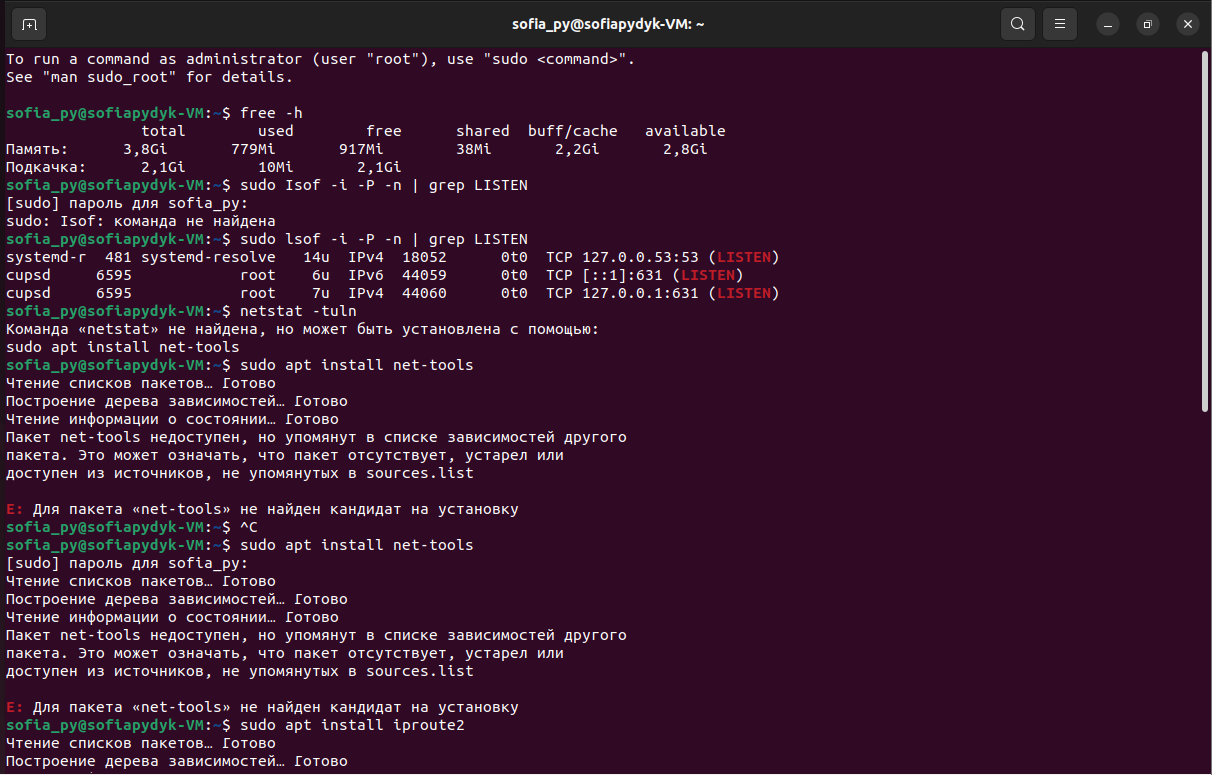 sofia_py@sofiapydyk-VM: ~
To run a command as administrator (user "root"), use "sudo <command>".
See "man sudo_root" for details.
sofia_py@sofiapydyk-VM:~$ free -h
total used free shared buff/cache available
Память: 3,8Gi 779Mi 917Mi 38Mi 2,2Gi 2,8Gi
Подкачка: 2,1Gi 10Mi 2,1Gi
sofia_py@sofiapydyk-VM:~$ sudo Isof -i -P -n | grep LISTEN
[sudo] пароль для sofia_py:
sudo: Isof: команда не найдена
sofia_py@sofiapydyk-VM:~$ sudo lsof -i -P -n | grep LISTEN
systemd-r 481 systemd-resolve 14u IPv4 18052 0t0 TCP 127.0.0.53:53 (LISTEN)
cupsd 6595 root 6u IPv6 44059 0t0 TCP [::1]:631 (LISTEN)
cupsd 6595 root 7u IPv4 44060 0t0 TCP 127.0.0.1:631 (LISTEN)
sofia_py@sofiapydyk-VM:~$ netstat -tuln
Команда «netstat» не найдена, но может быть установлена с помощью:
sudo apt install net-tools
sofia_py@sofiapydyk-VM:~$ sudo apt install net-tools
Чтение списков пакетов… Готово
Построение дерева зависимостей… Готово
Чтение информации о состоянии… Готово
Пакет net-tools недоступен, но упомянут в списке зависимостей другого
пакета. Это может означать, что пакет отсутствует, устарел или
доступен из источников, не упомянутых в sources.list
E: Для пакета «net-tools» не найден кандидат на установку
sofia_py@sofiapydyk-VM:~$ ^C
sofia_py@sofiapydyk-VM:~$ sudo apt install net-tools
[sudo] пароль для sofia_py:
Чтение списков пакетов… Готово
Построение дерева зависимостей… Готово
Чтение информации о состоянии… Готово
Пакет net-tools недоступен, но упомянут в списке зависимостей другого
пакета. Это может означать, что пакет отсутствует, устарел или
доступен из источников, не упомянутых в sources.list
E: Для пакета «net-tools» не найден кандидат на установку
sofia_py@sofiapydyk-VM:~$ sudo apt install iproute2
Чтение списков пакетов… Готово
Построение дерева зависимостей… Готово